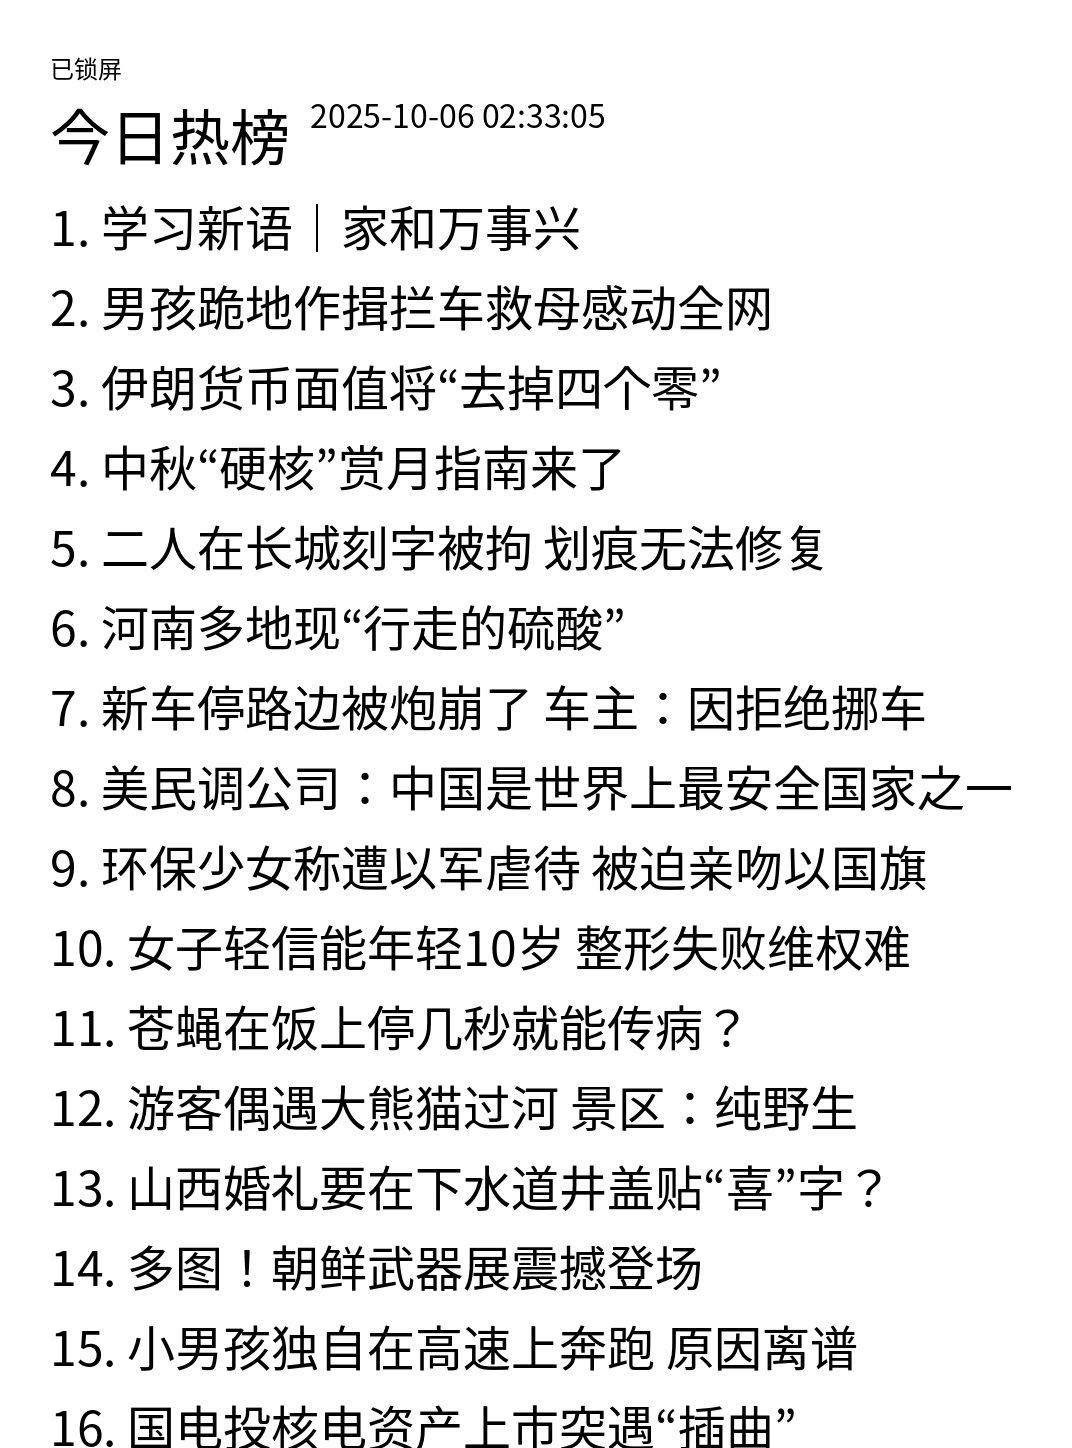 已锁屏
今日热榜 2025-10-06 02:33:05
1. 学习新语｜家和万事兴
2. 男孩跪地作揖拦车救母感动全网
3. 伊朗货币面值将“去掉四个零”
4. 中秋“硬核”赏月指南来了
5. 二人在长城刻字被拘 划痕无法修复
6. 河南多地现“行走的硫酸”
7. 新车停路边被炮崩了 车主：因拒绝挪车
8. 美民调公司：中国是世界上最安全国家之一
9. 环保少女称遭以军虐待 被迫亲吻以国旗
10. 女子轻信能年轻10岁 整形失败维权难
11. 苍蝇在饭上停几秒就能传病？
12. 游客偶遇大熊猫过河 景区：纯野生
13. 山西婚礼要在下水道井盖贴“喜”字？
14. 多图！朝鲜武器展震撼登场
15. 小男孩独自在高速上奔跑 原因离谱
16. 国电投核电资产上市突遇“插曲”